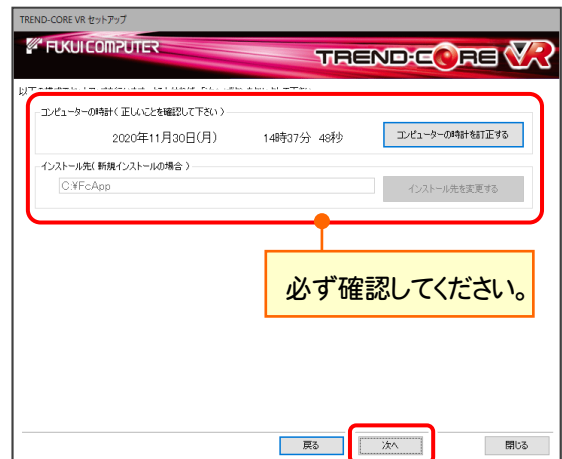 TREND-CORE VR セットアップ
FUKUI COMPUTER
TREND-CORE VR
コンピューターの時計( 正しいことを確認して下さい )
2020年11月30日(月) 14時37分 48秒 コンピューターの時計を訂正する
インストール先( 新規インストールの場合 )
C:¥FcApp インストール先を変更する
必ず確認してください。
戻る 次へ 閉じる